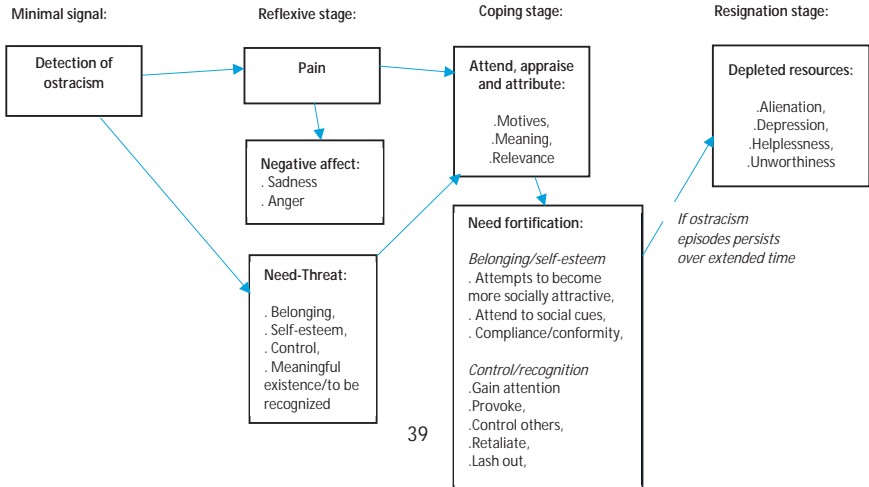 Minimal signal:
Reflexive stage:
Coping stage:
Resignation stage:
Detection of
ostracism
Pain
Negative affect:
. Sadness
. Anger
Need-Threat:
. Belonging,
. Self-esteem,
. Control,
. Meaningful
existence/to be
recognized
Attend, appraise
and attribute:
.Motives,
.Meaning,
.Relevance
Need fortification:
Belonging/self-esteem
. Attempts to become
more socially attractive,
. Attend to social cues,
. Compliance/conformity,
Control/recognition
.Gain attention
.Provoke,
.Control others,
.Retaliate,
.Lash out,
Depleted resources:
.Alienation,
.Depression,
.Helplessness,
.Unworthiness
If ostracism
episodes persists
over extended time
39